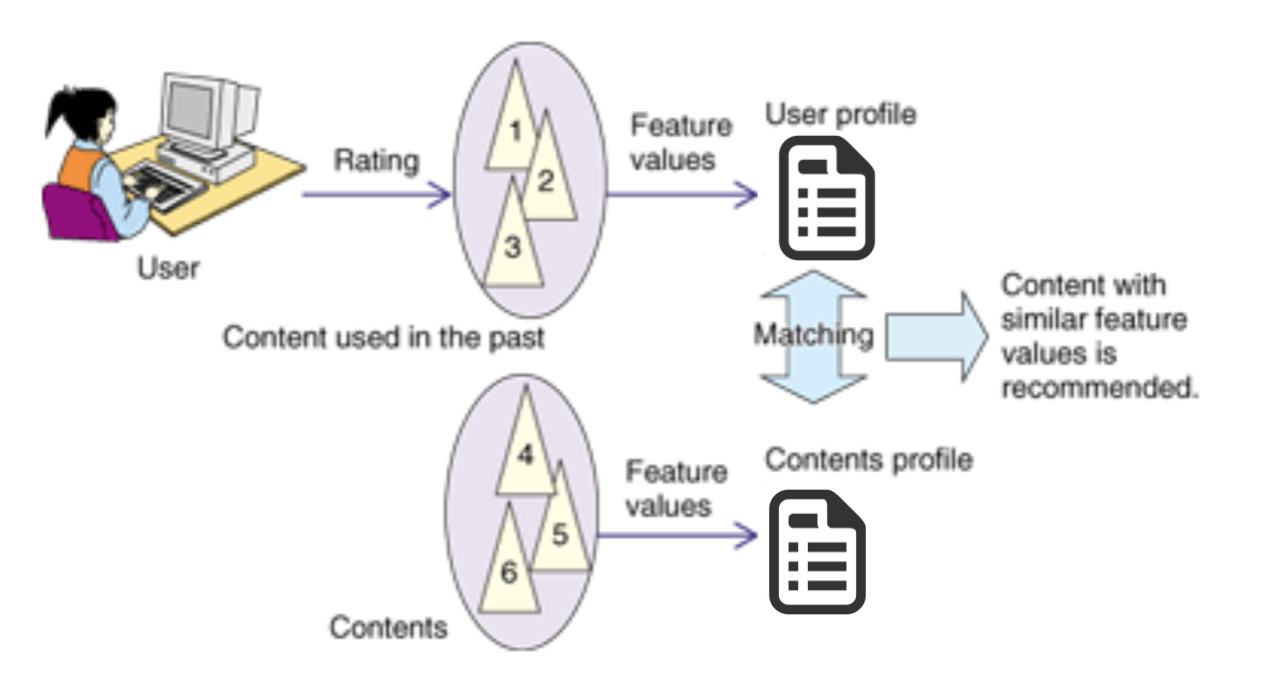 User
Rating
1
2
3
Content used in the past
Feature
values
User profile
Matching
Content with
similar feature
values is
recommended.
4
5
6
Contents
Feature
values
Contents profile